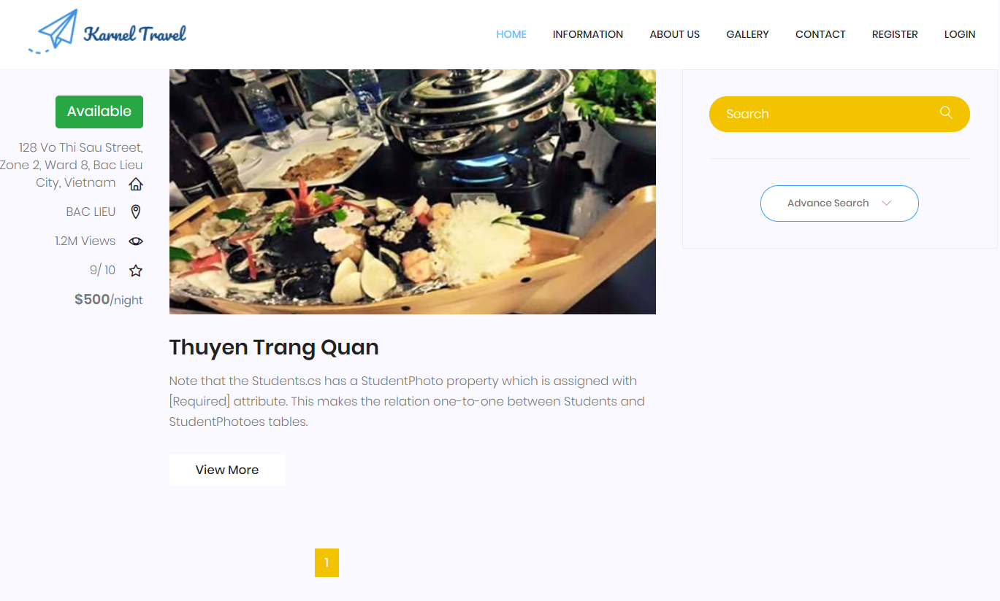 Karnel Travel
HOME
INFORMATION
ABOUT US
GALLERY
CONTACT
REGISTER
LOGIN
Available
128 Vo Thi Sau Street,
Zone 2, Ward 8, Bac Lieu
City, Vietnam
BAC LIEU
1.2M Views
9/ 10
$500/night
Thuyen Trang Quan
Note that the Students.cs has a StudentPhoto property which is assigned with
[Required] attribute. This makes the relation one-to-one between Students and
StudentPhotoes tables.
View More
1
Search
Advance Search